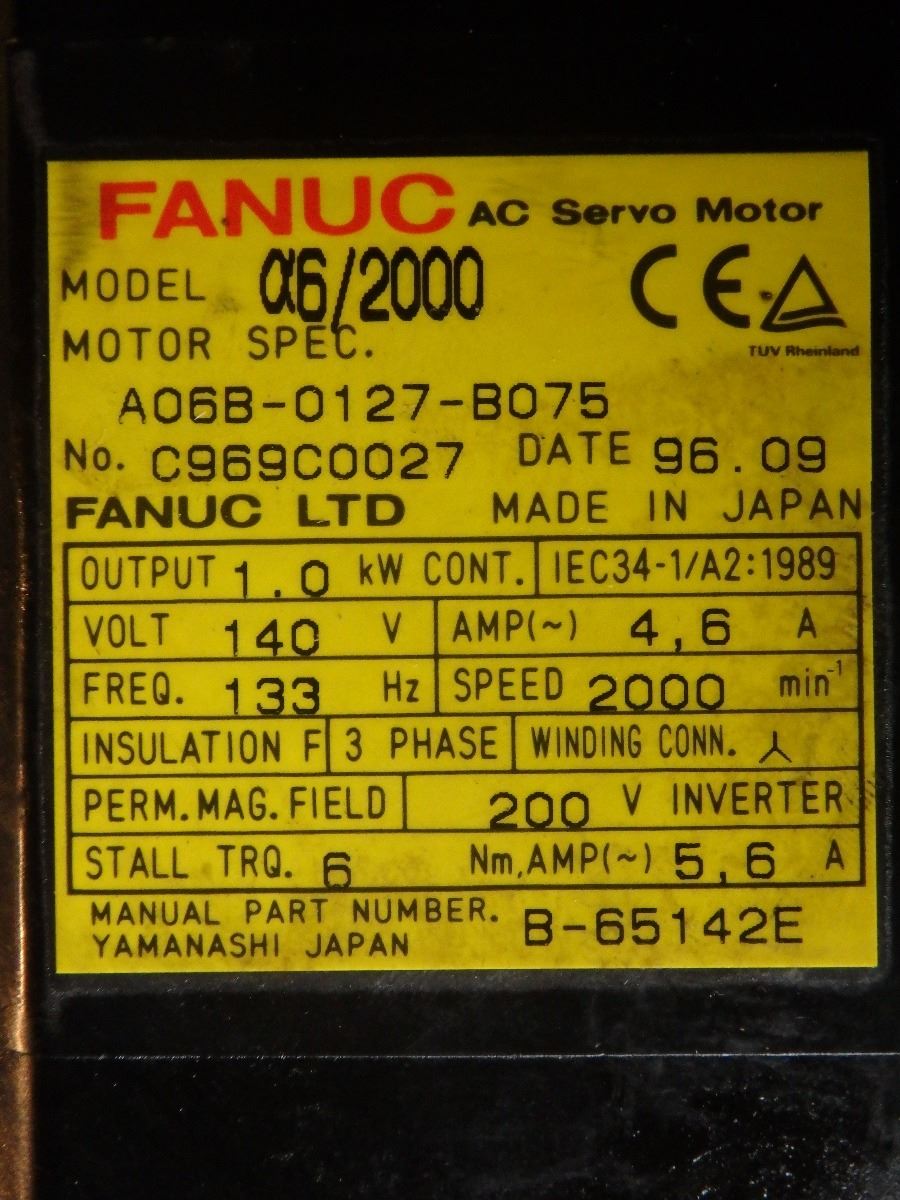 FANUC AC Servo Motor
MODEL α6/2000
CE
TÜV Rheinland
MOTOR SPEC.
A06B-0127-B075
No. C969C0027 DATE 96.09
FANUC LTD MADE IN JAPAN
OUTPUT 1.0 kW CONT. IEC34-1/A2:1989
VOLT 140 V AMP(~) 4,6 A
FREQ. 133 Hz SPEED 2000 min⁻¹
INSULATION F 3 PHASE WINDING CONN. ⅄
PERM.MAG.FIELD 200 V INVERTER
STALL TRQ. 6 Nm,AMP(~) 5,6 A
MANUAL PART NUMBER. B-65142E
YAMANASHI JAPAN